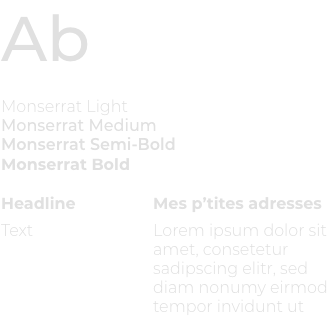 Ab
Monserrat Light
Monserrat Medium
Monserrat Semi-Bold
Monserrat Bold
Headline
Mes p'tites adresses
Text
Lorem ipsum dolor sit
amet, consetetur
sadipscing elitr, sed
diam nonumy eirmod
tempor invidunt ut